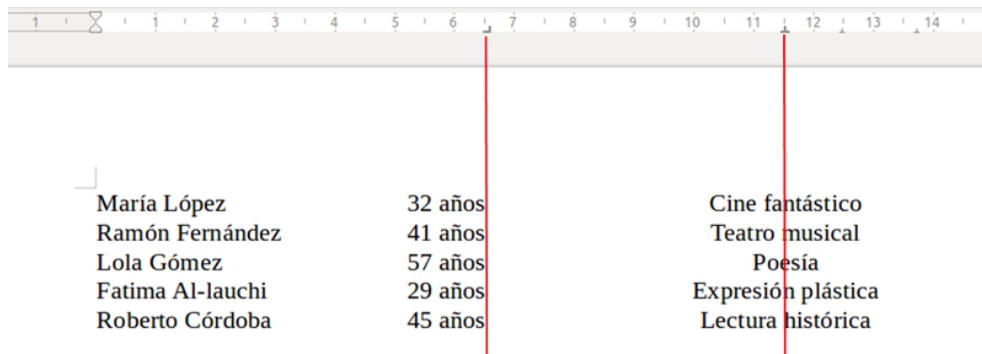 1 1 2 3 4 5 6 7 8 9 10 11 12 13 14
María López 32 años Cine fantástico
Ramón Fernández 41 años Teatro musical
Lola Gómez 57 años Poesía
Fatima Al-lauchi 29 años Expresión plástica
Roberto Córdoba 45 años Lectura histórica